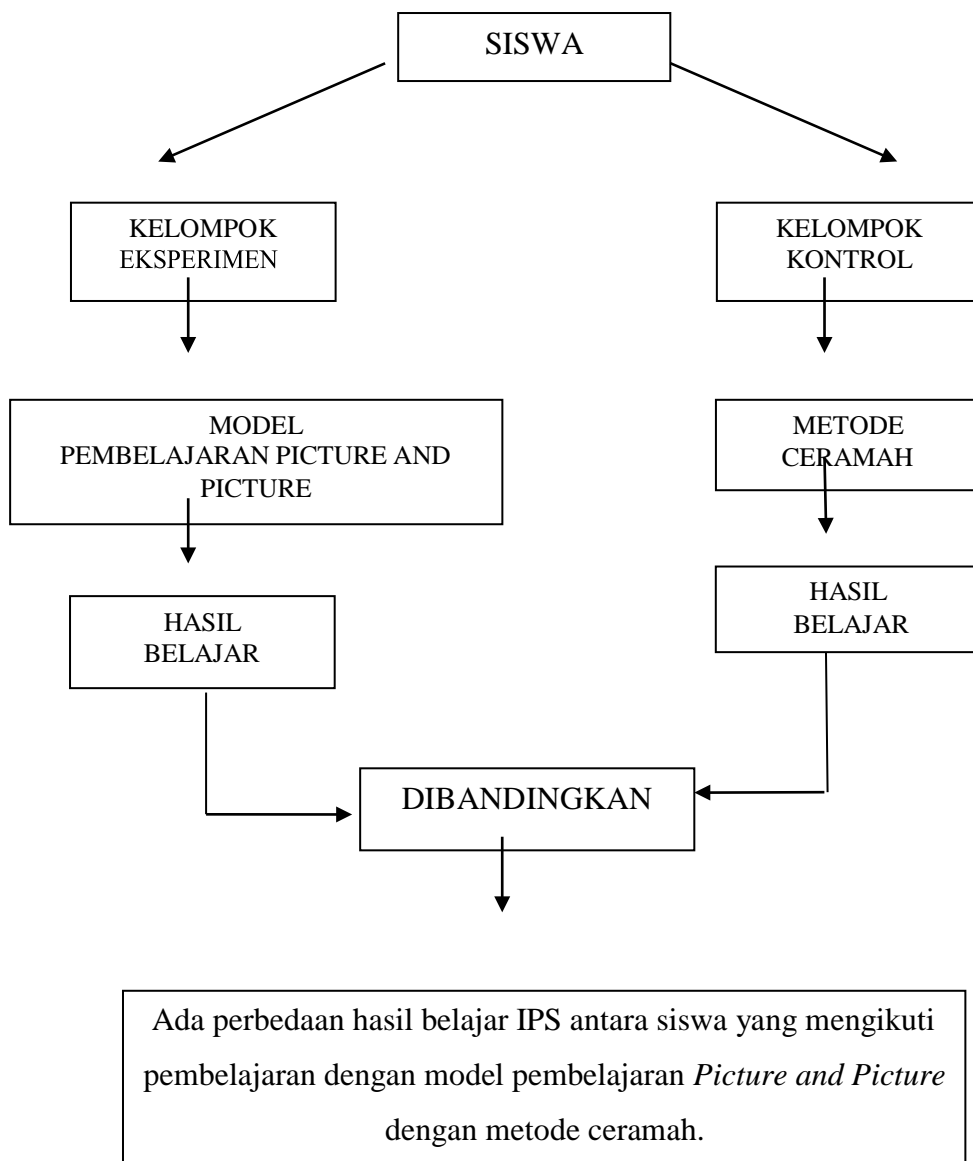 SISWA
KELOMPOK
EKSPERIMEN
KELOMPOK
KONTROL
MODEL
PEMBELAJARAN PICTURE AND
PICTURE
METODE
CERAMAH
HASIL
BELAJAR
HASIL
BELAJAR
DIBANDINGKAN
Ada perbedaan hasil belajar IPS antara siswa yang mengikuti
pembelajaran dengan model pembelajaran Picture and Picture
dengan metode ceramah.